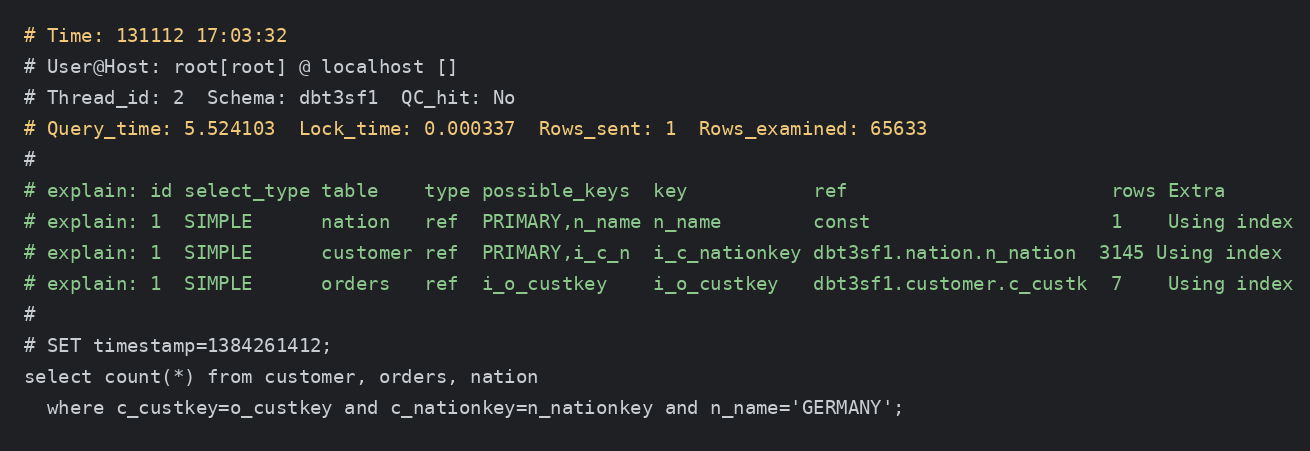 # Time: 131112 17:03:32
# User@Host: root[root] @ localhost []
# Thread_id: 2  Schema: dbt3sf1  QC_hit: No
# Query_time: 5.524103  Lock_time: 0.000337  Rows_sent: 1  Rows_examined: 65633
#
# explain: id select_type table    type possible_keys  key          ref                       rows Extra
# explain: 1  SIMPLE      nation   ref  PRIMARY,n_name n_name       const                     1    Using index
# explain: 1  SIMPLE      customer ref  PRIMARY,i_c_n  i_c_nationkey dbt3sf1.nation.n_nation  3145 Using index
# explain: 1  SIMPLE      orders   ref  i_o_custkey    i_o_custkey   dbt3sf1.customer.c_custk  7    Using index
#
# SET timestamp=1384261412;
select count(*) from customer, orders, nation
  where c_custkey=o_custkey and c_nationkey=n_nationkey and n_name='GERMANY';